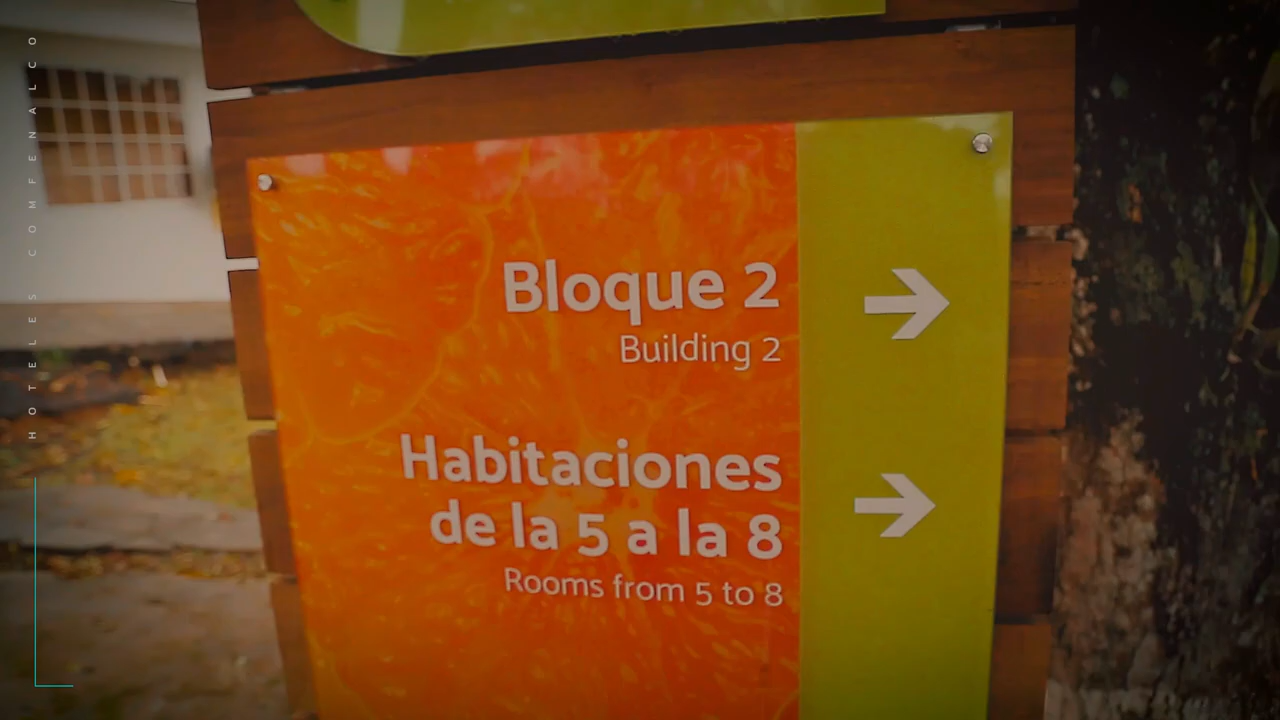 HOTELES COMFENALCO
Bloque 2
Building 2
Habitaciones
de la 5 a la 8
Rooms from 5 to 8